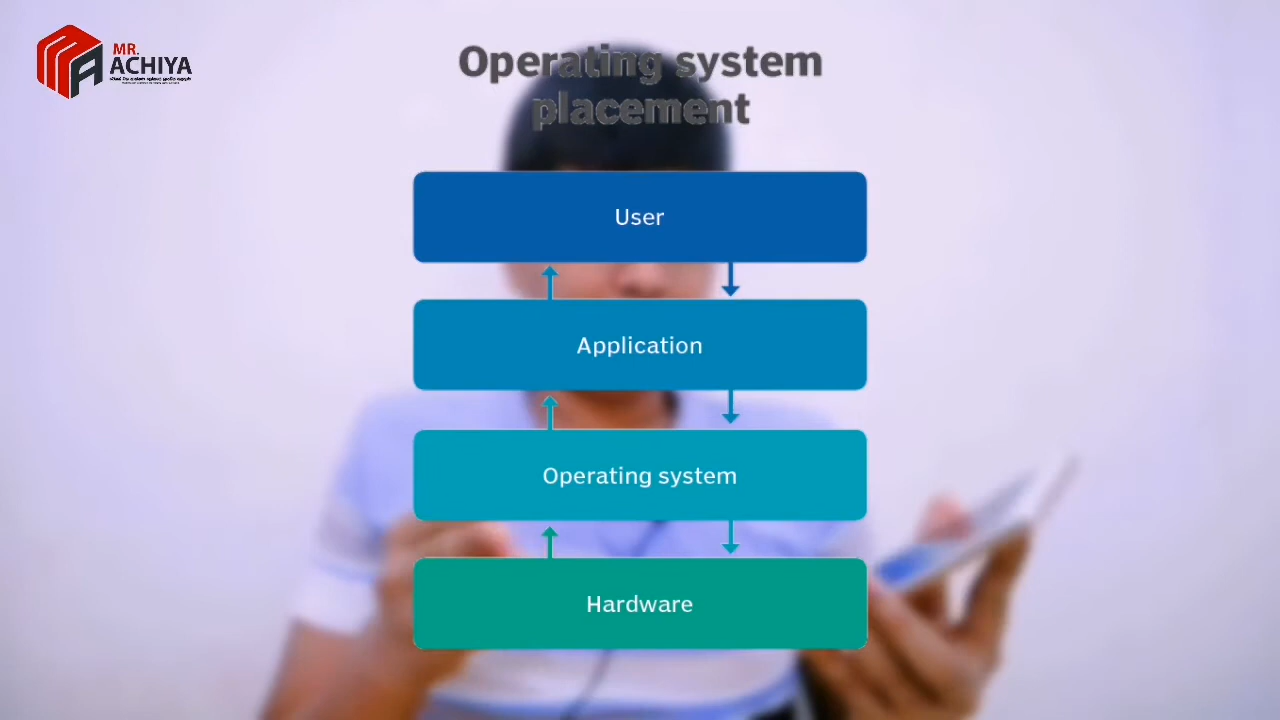 MR.
ACHIYA
Operating system
placement
User
Application
Operating system
Hardware